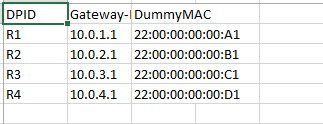 DPID Gateway- DummyMAC
R1 10.0.1.1 22:00:00:00:00:A1
R2 10.0.2.1 22:00:00:00:00:B1
R3 10.0.3.1 22:00:00:00:00:C1
R4 10.0.4.1 22:00:00:00:00:D1